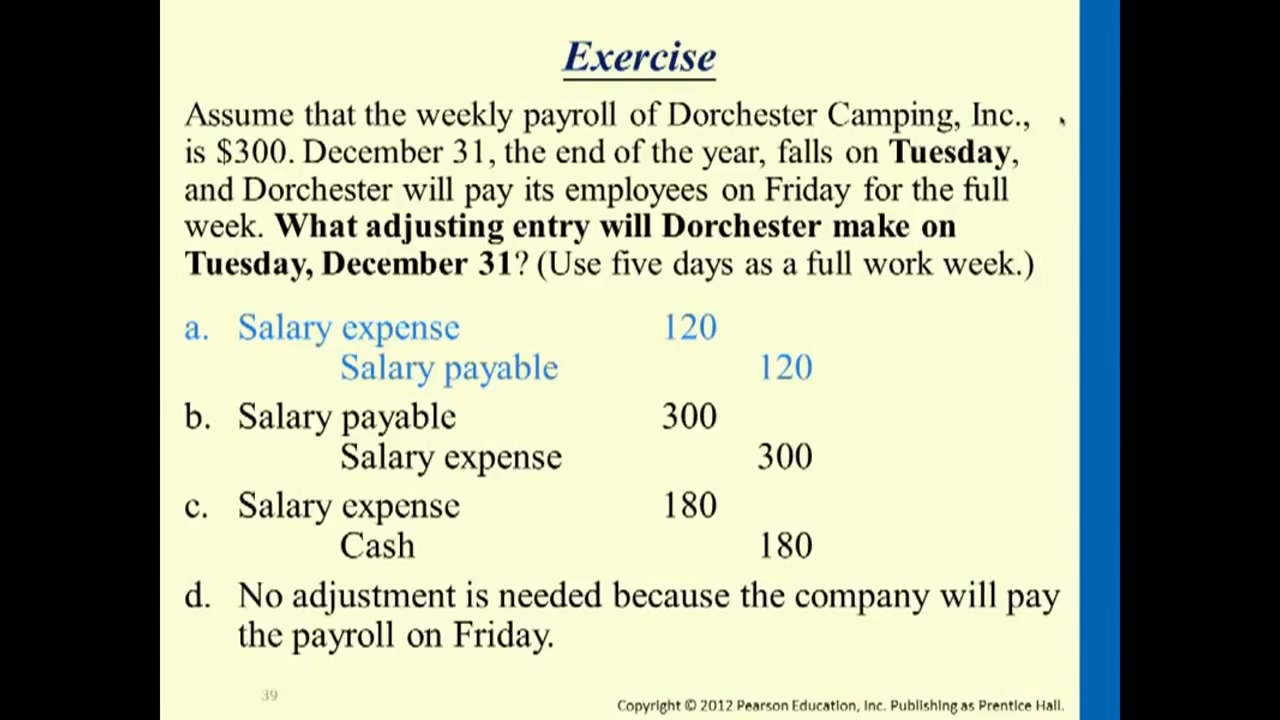 Exercise
Assume that the weekly payroll of Dorchester Camping, Inc.,
is $300. December 31, the end of the year, falls on Tuesday,
and Dorchester will pay its employees on Friday for the full
week. What adjusting entry will Dorchester make on
Tuesday, December 31? (Use five days as a full work week.)
a. Salary expense 120
Salary payable 120
b. Salary payable 300
Salary expense 300
c. Salary expense 180
Cash 180
d. No adjustment is needed because the company will pay
the payroll on Friday.
39
Copyright © 2012 Pearson Education, Inc. Publishing as Prentice Hall.